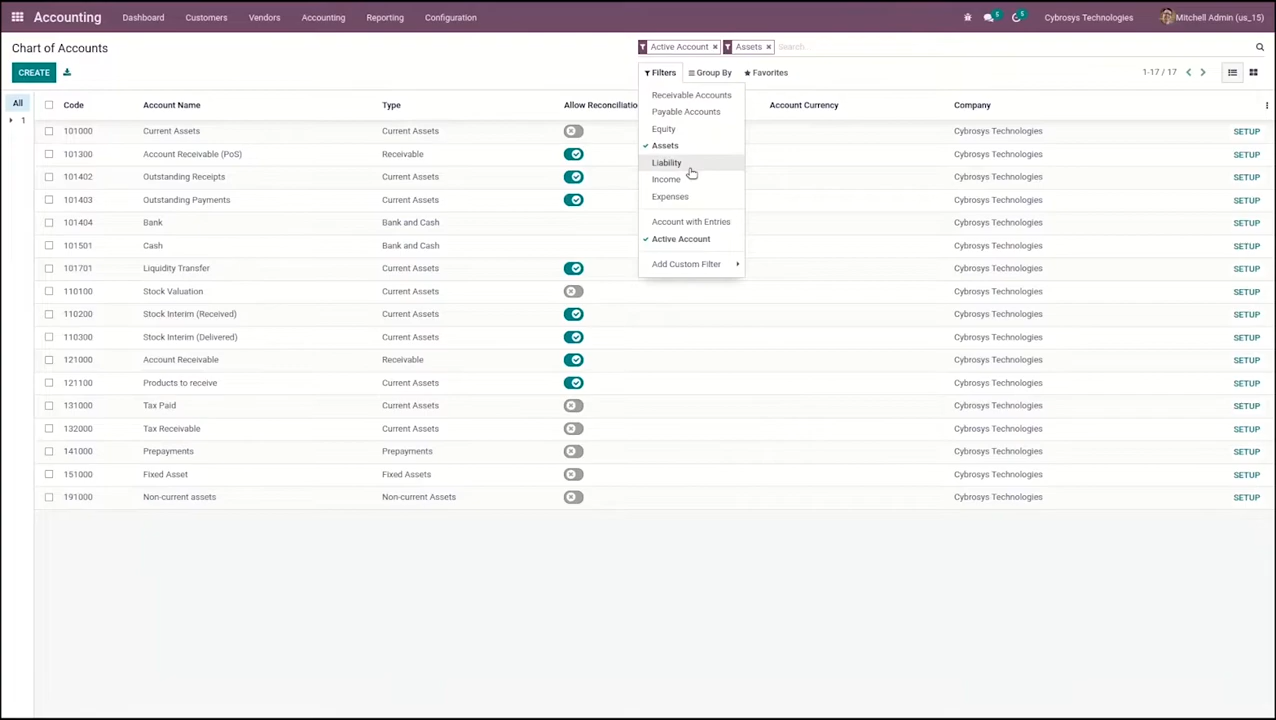 Accounting Dashboard Customers Vendors Accounting Reporting Configuration 5 5 Cybrosys Technologies Mitchell Admin (us_15)
Chart of Accounts
Active Account × Assets × Search...
CREATE Filters Group By Favorites 1-17 / 17
All Code Account Name Type Allow Reconciliatio Account Currency Company
1
101000 Current Assets Current Assets Cybrosys Technologies SETUP
101300 Account Receivable (PoS) Receivable Cybrosys Technologies SETUP
101402 Outstanding Receipts Current Assets Cybrosys Technologies SETUP
101403 Outstanding Payments Current Assets Cybrosys Technologies SETUP
101404 Bank Bank and Cash Cybrosys Technologies SETUP
101501 Cash Bank and Cash Cybrosys Technologies SETUP
101701 Liquidity Transfer Current Assets Cybrosys Technologies SETUP
110100 Stock Valuation Current Assets Cybrosys Technologies SETUP
110200 Stock Interim (Received) Current Assets Cybrosys Technologies SETUP
110300 Stock Interim (Delivered) Current Assets Cybrosys Technologies SETUP
121000 Account Receivable Receivable Cybrosys Technologies SETUP
121100 Products to receive Current Assets Cybrosys Technologies SETUP
131000 Tax Paid Current Assets Cybrosys Technologies SETUP
132000 Tax Receivable Current Assets Cybrosys Technologies SETUP
141000 Prepayments Prepayments Cybrosys Technologies SETUP
151000 Fixed Asset Fixed Assets Cybrosys Technologies SETUP
191000 Non-current assets Non-current Assets Cybrosys Technologies SETUP
Receivable Accounts
Payable Accounts
Equity
Assets
Liability
Income
Expenses
Account with Entries
Active Account
Add Custom Filter